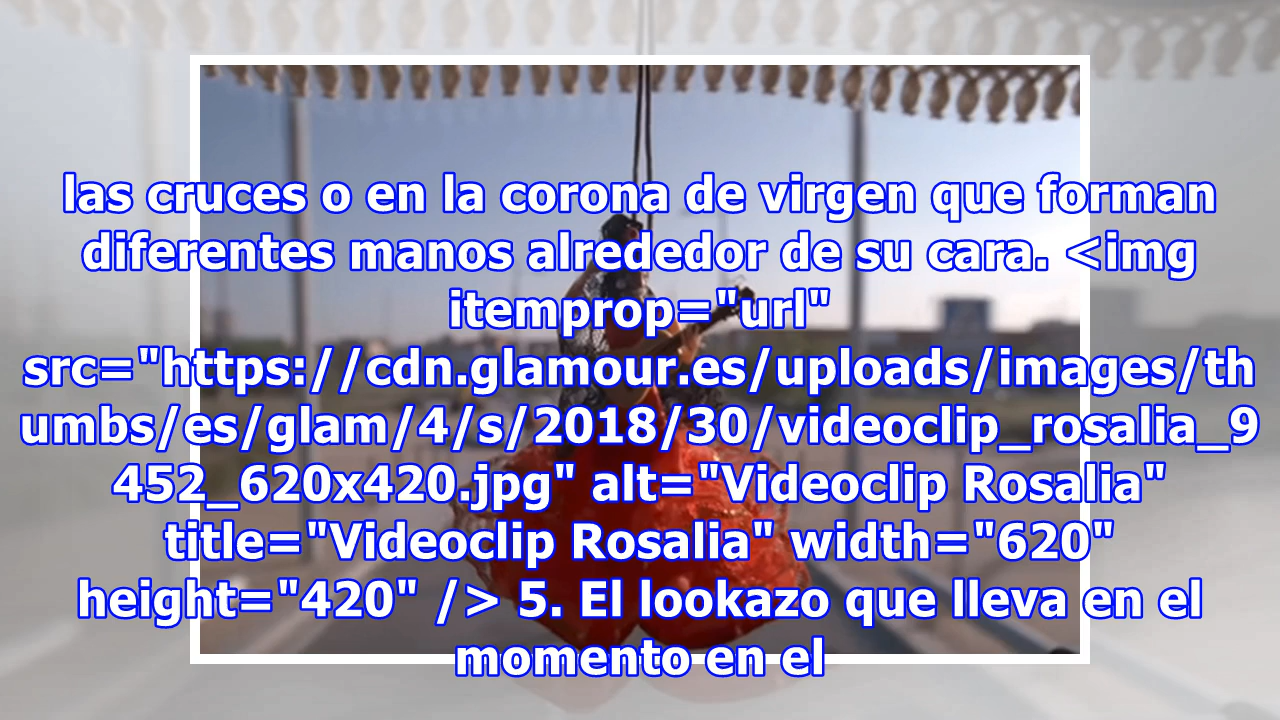 las cruces o en la corona de virgen que forman
diferentes manos alrededor de su cara. <img
itemprop="url"
src="https://cdn.glamour.es/uploads/images/th
umbs/es/glam/4/s/2018/30/videoclip_rosalia_9
452_620x420.jpg" alt="Videoclip Rosalia"
title="Videoclip Rosalia" width="620"
height="420" /> 5. El lookazo que lleva en el
momento en el